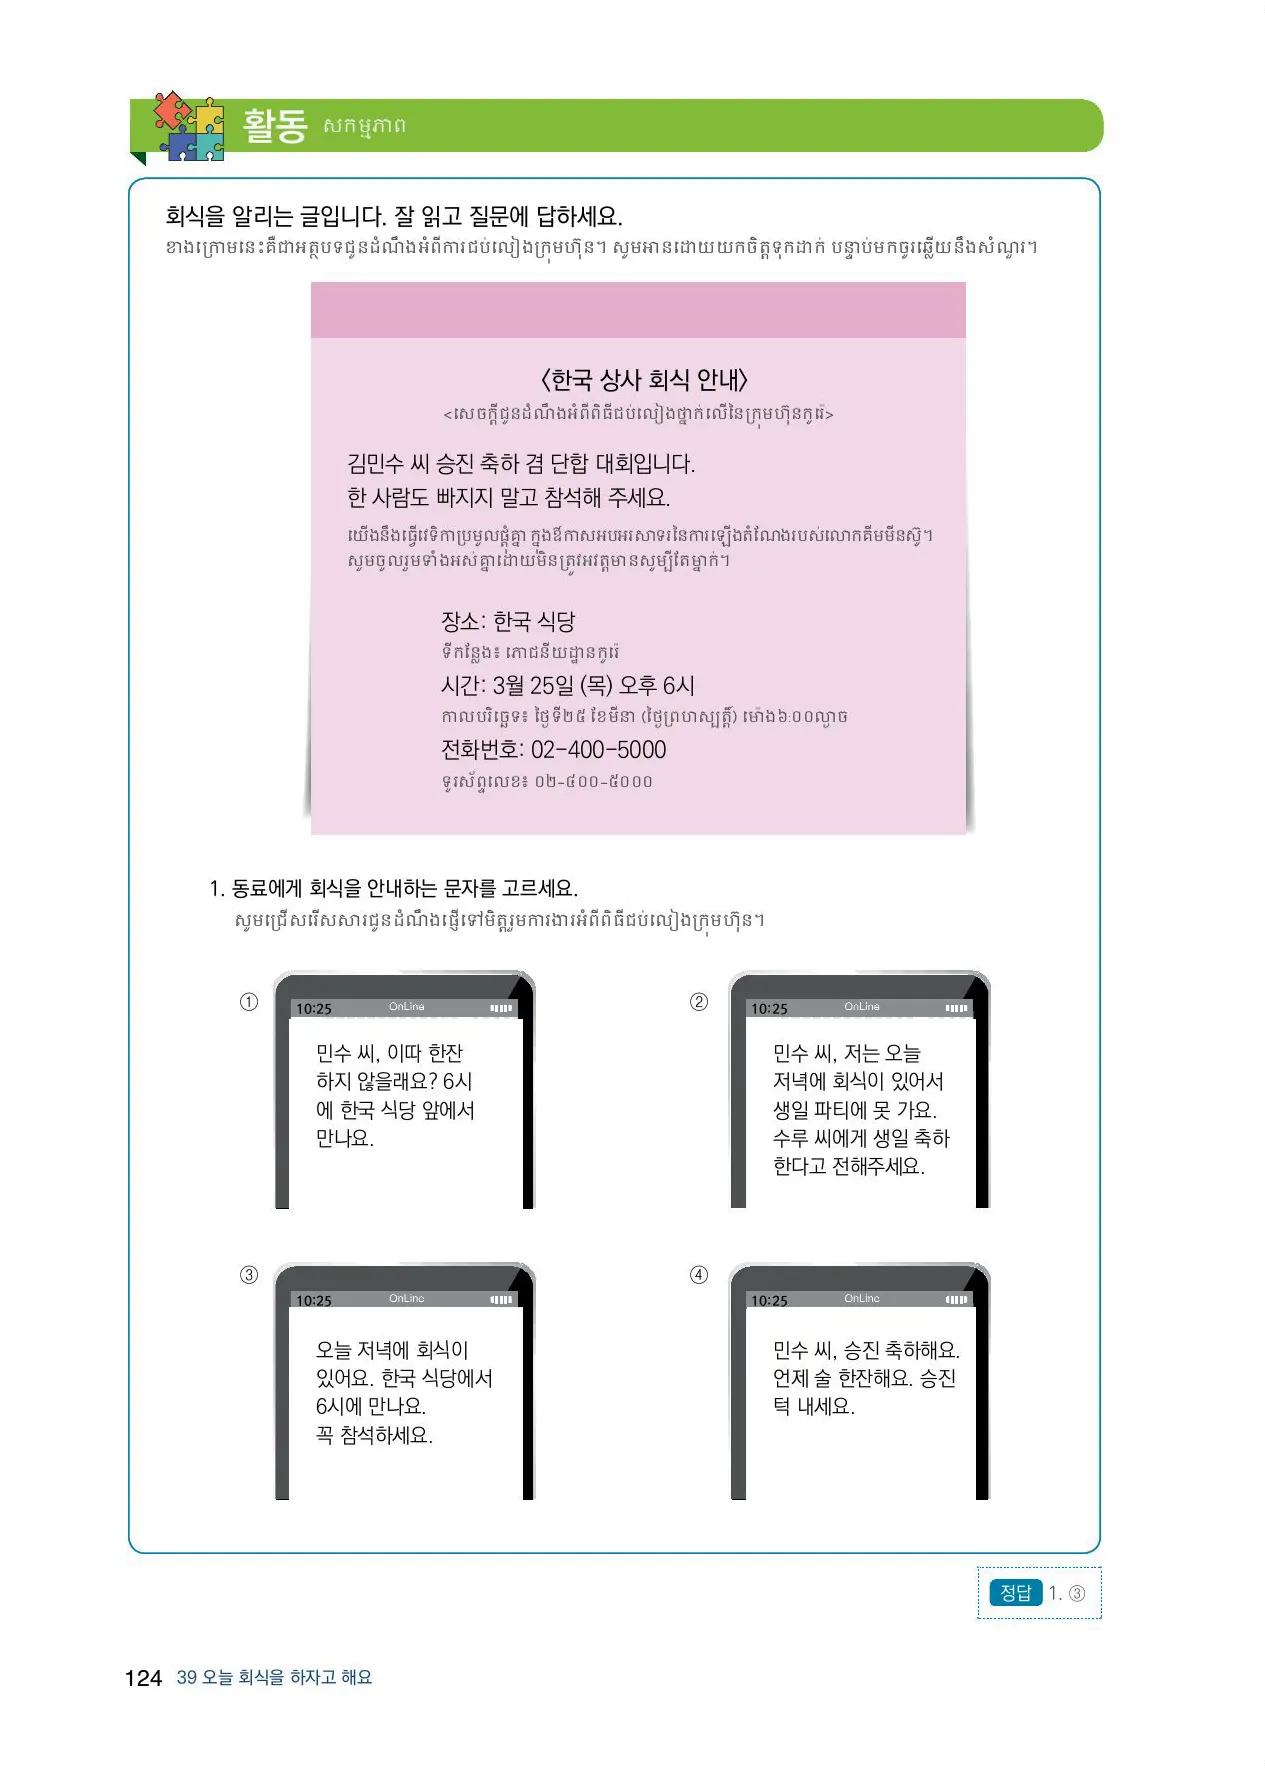 활동 សកម្មភាព
회식을 알리는 글입니다. 잘 읽고 질문에 답하세요.
ខាងក្រោមនេះគឺជាអត្ថបទជូនដំណឹងអំពីការជប់លៀងក្រុមហ៊ុន។ សូមអានដោយយកចិត្តទុកដាក់ បន្ទាប់មកចូរឆ្លើយនឹងសំណួរ។
〈한국 상사 회식 안내〉
<សេចក្តីជូនដំណឹងអំពីពិធីជប់លៀងថ្នាក់លើនៃក្រុមហ៊ុនកូរ៉េ>
김민수 씨 승진 축하 겸 단합 대회입니다.
한 사람도 빠지지 말고 참석해 주세요.
យើងនឹងធ្វើវេទិកាប្រមូលផ្តុំគ្នា ក្នុងឱកាសអបអរសាទរនៃការឡើងតំណែងរបស់លោកគីមមីនស៊ូ។
សូមចូលរួមទាំងអស់គ្នាដោយមិនត្រូវអវត្តមានសូម្បីតែម្នាក់។
장소: 한국 식당
ទីកន្លែង៖ ភោជនីយដ្ឋានកូរ៉េ
시간: 3월 25일 (목) 오후 6시
កាលបរិច្ឆេទ៖ ថ្ងៃទី២៥ ខែមីនា (ថ្ងៃព្រហស្បតិ៍) ម៉ោង៦:០០ល្ងាច
전화번호: 02-400-5000
ទូរស័ព្ទលេខ៖ ០២-៤០០-៥០០០
1. 동료에게 회식을 안내하는 문자를 고르세요.
សូមជ្រើសរើសសារជូនដំណឹងផ្ញើទៅមិត្តរួមការងារអំពីពិធីជប់លៀងក្រុមហ៊ុន។
①
10:25 OnLine
민수 씨, 이따 한잔
하지 않을래요? 6시
에 한국 식당 앞에서
만나요.
②
10:25 OnLine
민수 씨, 저는 오늘
저녁에 회식이 있어서
생일 파티에 못 가요.
수루 씨에게 생일 축하
한다고 전해주세요.
③
10:25 OnLine
오늘 저녁에 회식이
있어요. 한국 식당에서
6시에 만나요.
꼭 참석하세요.
④
10:25 OnLine
민수 씨, 승진 축하해요.
언제 술 한잔해요. 승진
턱 내세요.
정답 1. ③
124 39 오늘 회식을 하자고 해요